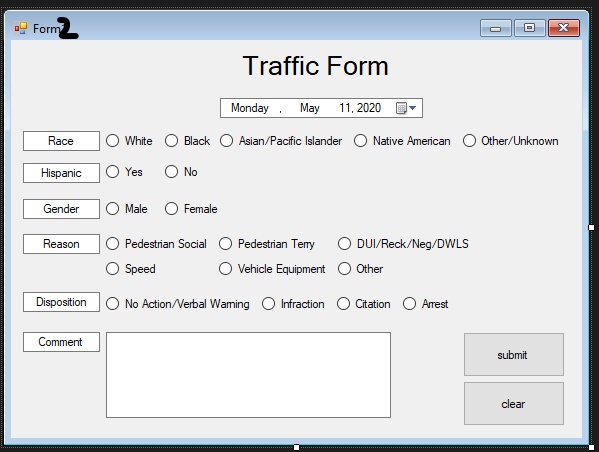 Form2
Traffic Form
Monday , May 11, 2020
Race White Black Asian/Pacific Islander Native American Other/Unknown
Hispanic Yes No
Gender Male Female
Reason Pedestrian Social Pedestrian Terry DUI/Reck/Neg/DWLS
Speed Vehicle Equipment Other
Disposition No Action/Verbal Warning Infraction Citation Arrest
Comment
submit
clear